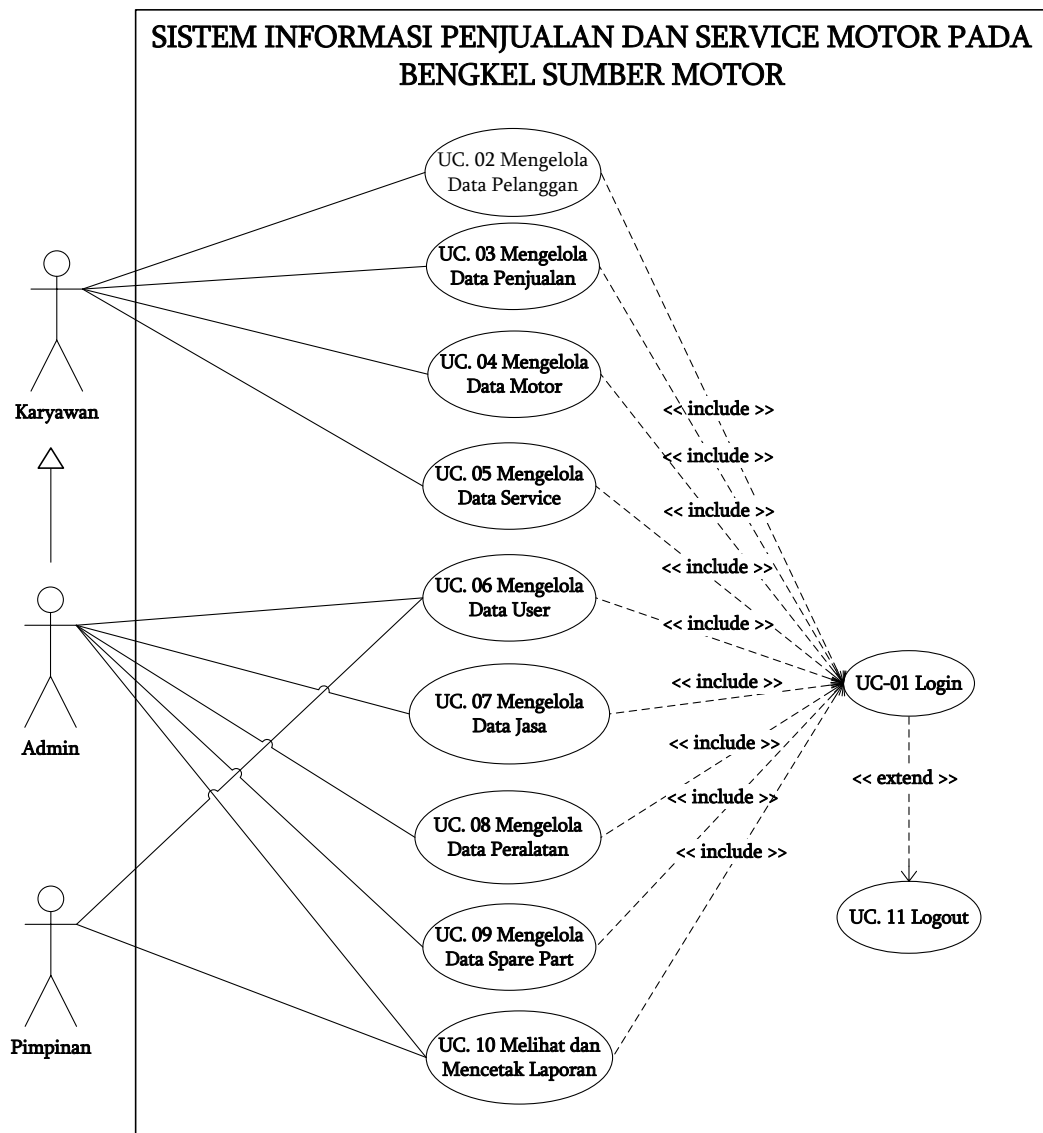 SISTEM INFORMASI PENJUALAN DAN SERVICE MOTOR PADA
BENGKEL SUMBER MOTOR
UC. 02 Mengelola
Data Pelanggan
UC. 03 Mengelola
Data Penjualan
UC. 04 Mengelola
Data Motor
Karyawan
<< include >>
<< include >>
UC. 05 Mengelola
Data Service
<< include >>
<< include >>
UC. 06 Mengelola
Data User
<< include >>
UC. 07 Mengelola
Data Jasa
<< include >>
UC-01 Login
Admin
<< include >>
<< extend >>
<< include >>
UC. 08 Mengelola
Data Peralatan
<< include >>
UC. 11 Logout
UC. 09 Mengelola
Data Spare Part
Pimpinan
UC. 10 Melihat dan
Mencetak Laporan